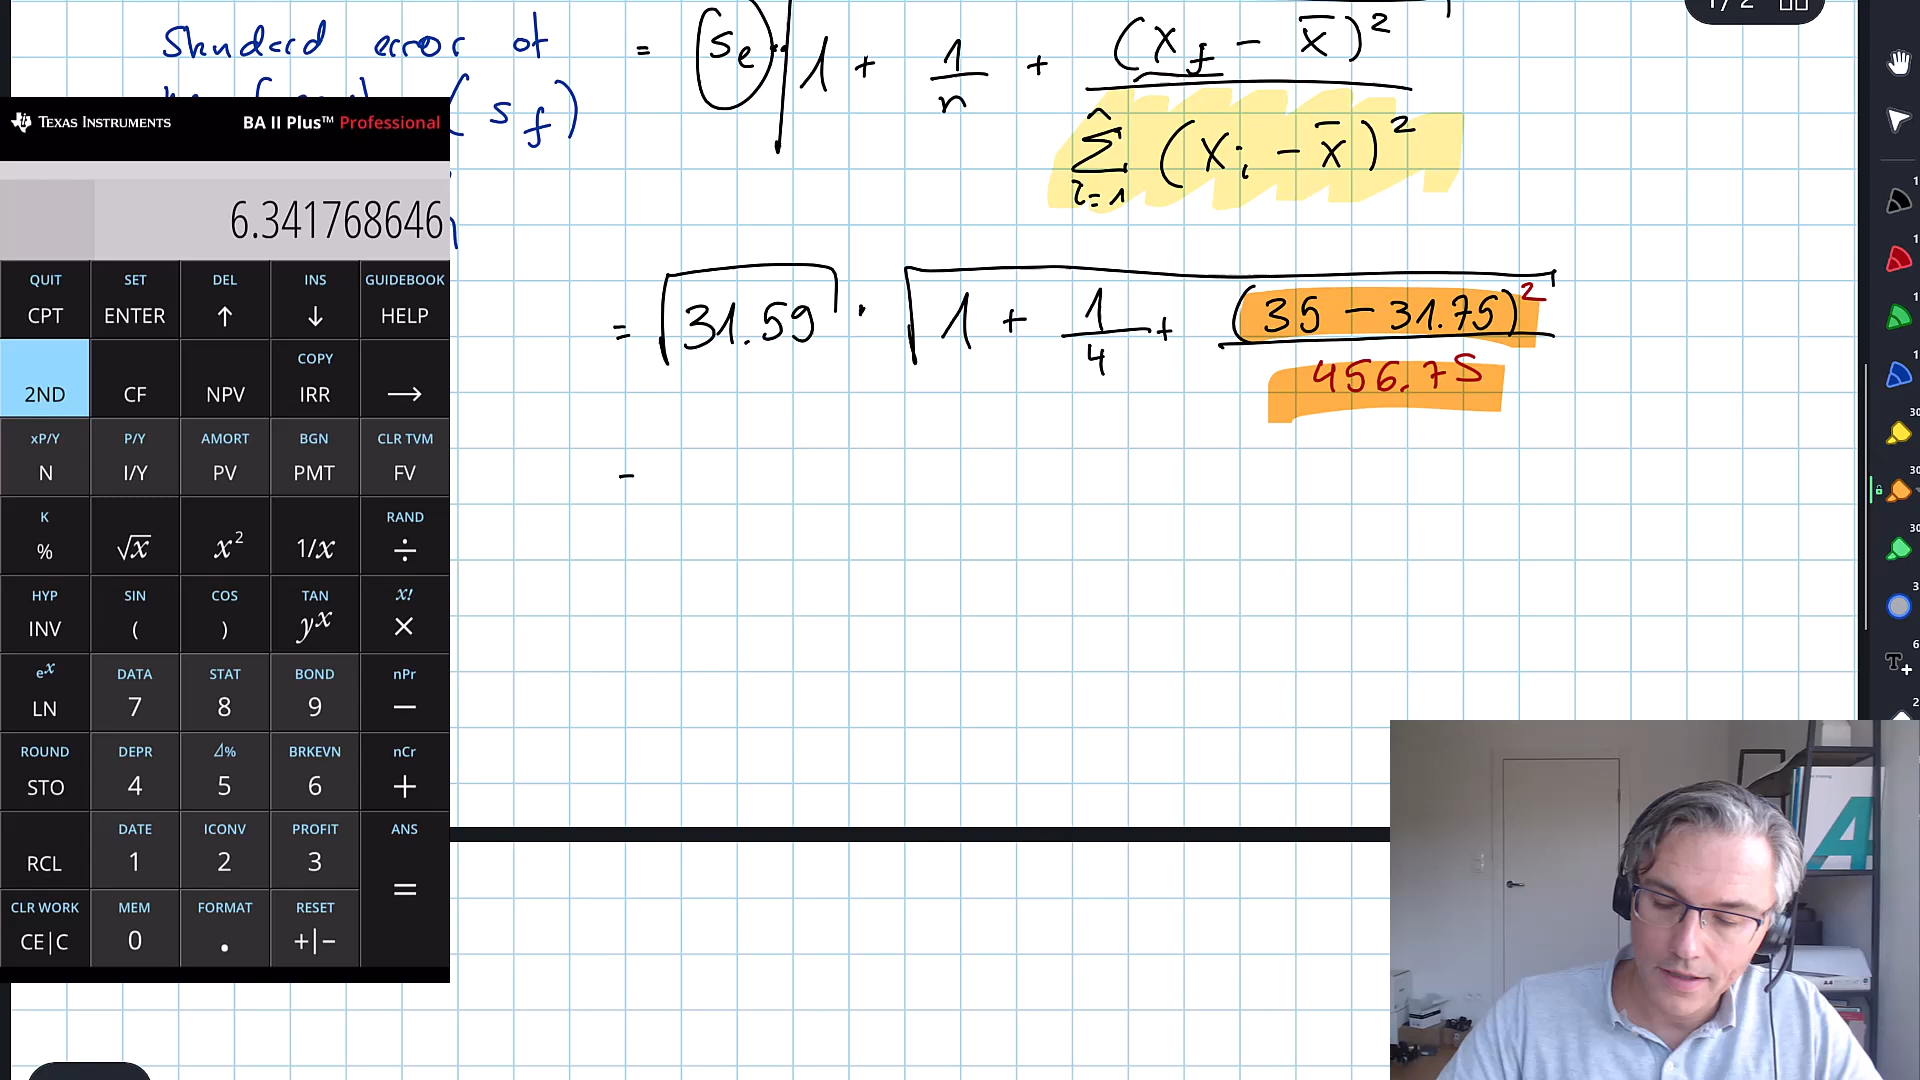 1 / 2
Standard error of
( s f )
= se √ 1 + 1/n + (x f - x̄)² / Σ i=1 n (x i - x̄)²
= √31.59 · √ 1 + 1/4 + (35 - 31.75)² / 456.75
=
TEXAS INSTRUMENTS BA II Plus™ Professional
6.341768646
QUIT SET DEL INS GUIDEBOOK
CPT ENTER ↑ ↓ HELP
COPY
2ND CF NPV IRR →
xP/Y P/Y AMORT BGN CLR TVM
N I/Y PV PMT FV
K RAND
% √x x² 1/x ÷
HYP SIN COS TAN x!
INV ( ) yˣ ×
eˣ DATA STAT BOND nPr
LN 7 8 9 −
ROUND DEPR Δ% BRKEVN nCr
STO 4 5 6 +
DATE ICONV PROFIT ANS
RCL 1 2 3 =
CLR WORK MEM FORMAT RESET
CE|C 0 . +|−